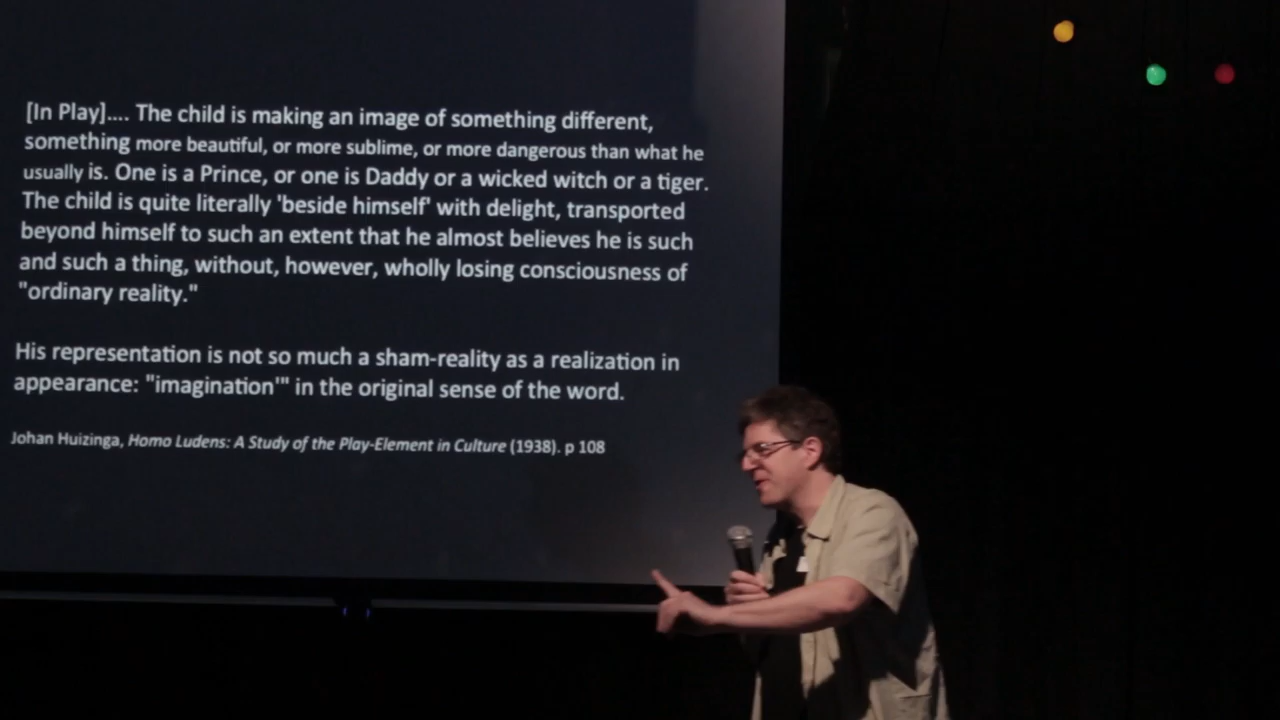 [In Play].... The child is making an image of something different,
something more beautiful, or more sublime, or more dangerous than what he
usually is. One is a Prince, or one is Daddy or a wicked witch or a tiger.
The child is quite literally 'beside himself' with delight, transported
beyond himself to such an extent that he almost believes he is such
and such a thing, without, however, wholly losing consciousness of
"ordinary reality."
His representation is not so much a sham-reality as a realization in
appearance: "imagination'" in the original sense of the word.
Johan Huizinga, Homo Ludens: A Study of the Play-Element in Culture (1938). p 108